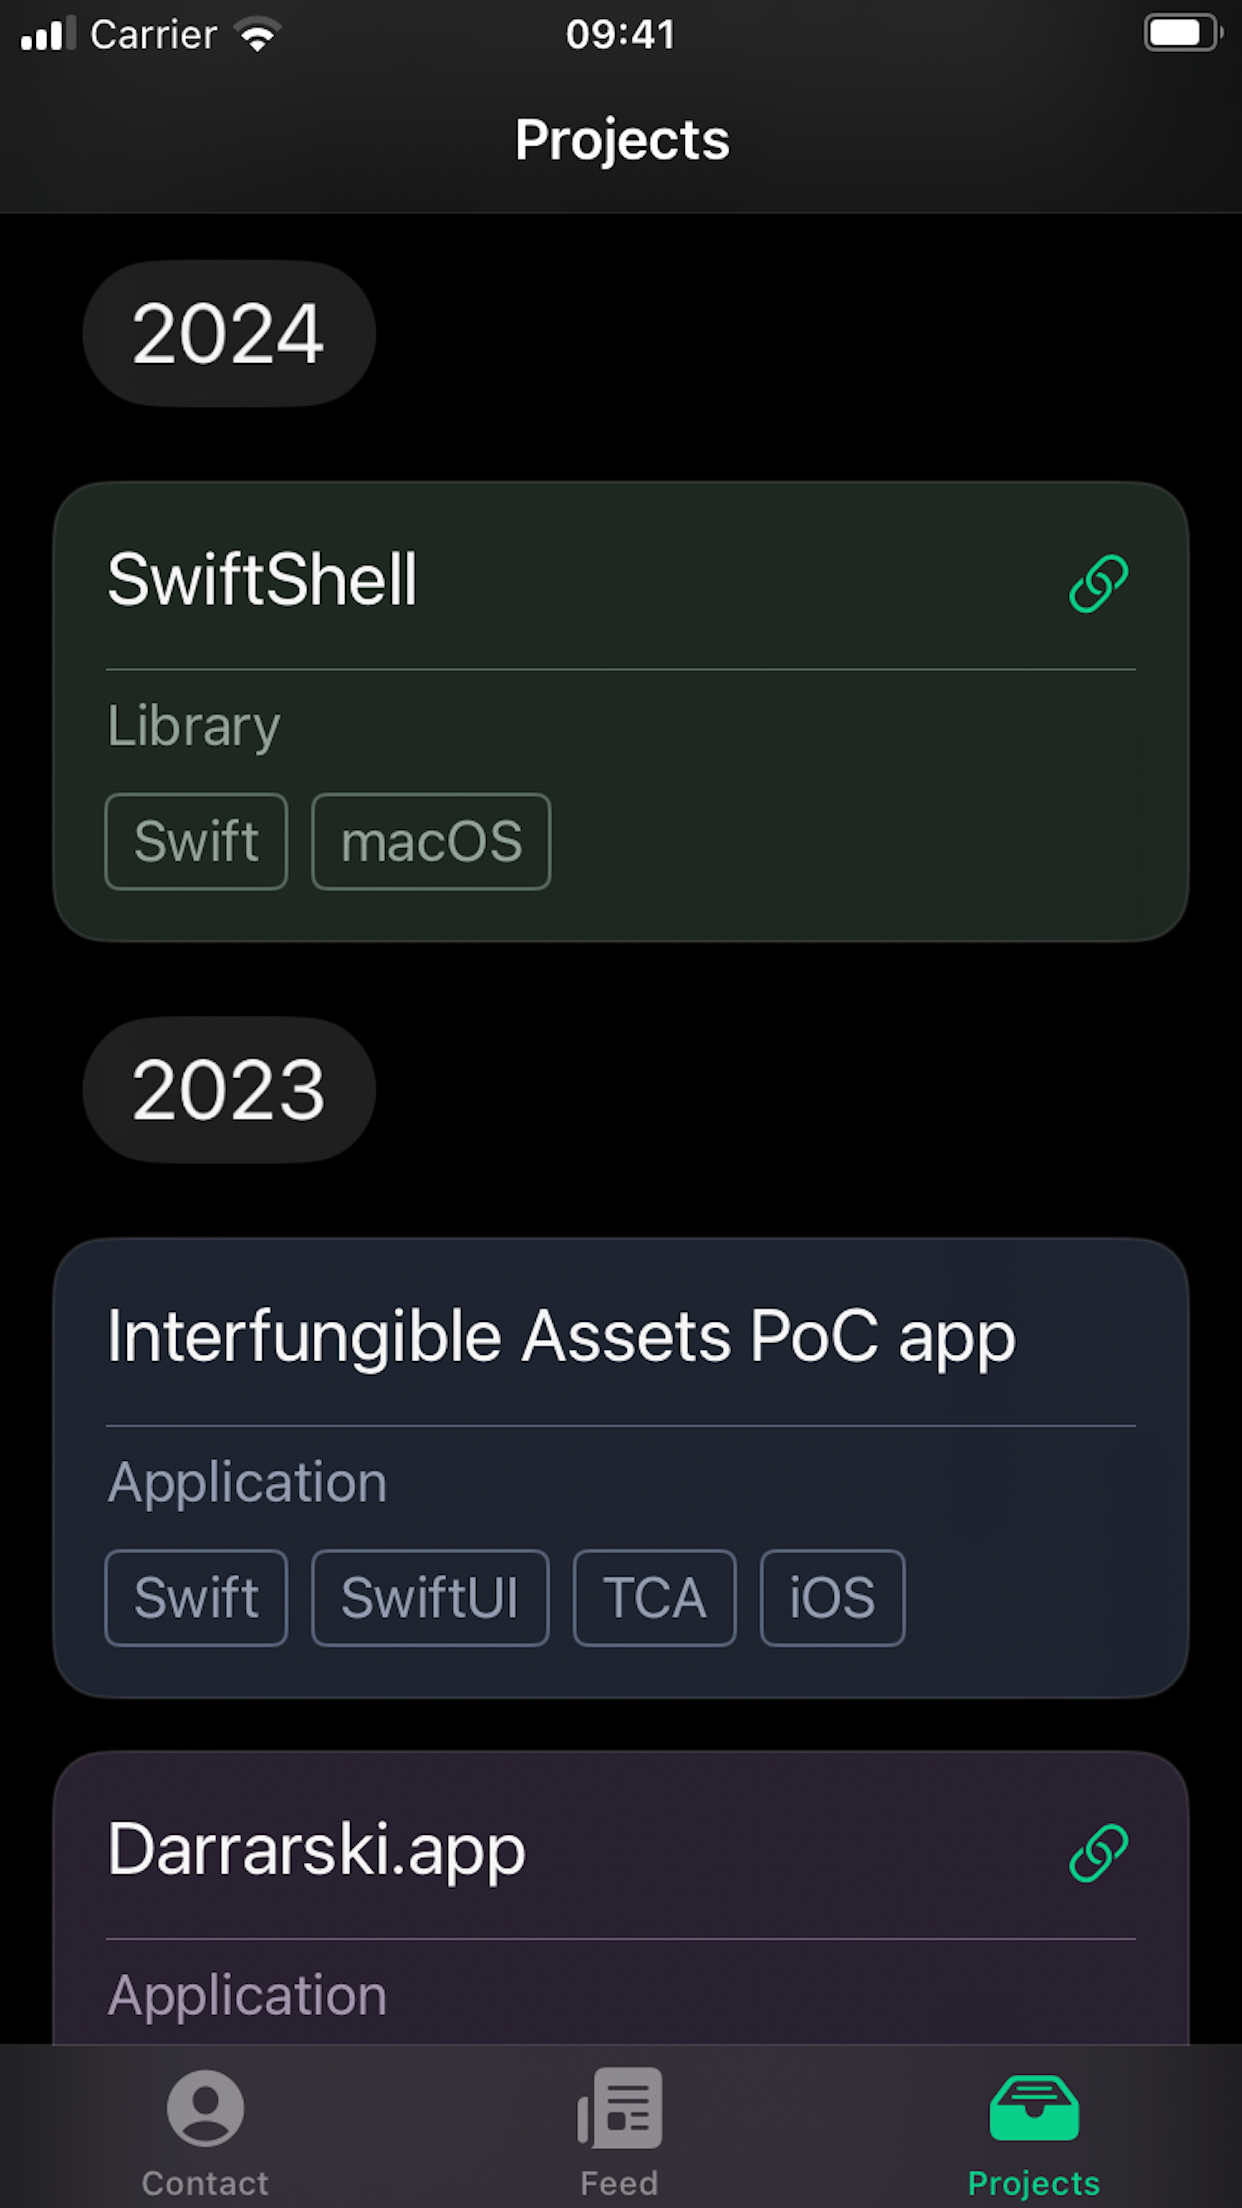 Carrier 09:41
Projects
2024
SwiftShell
Library
Swift macOS
2023
Interfungible Assets PoC app
Application
Swift SwiftUI TCA iOS
Darrarski.app
Application
Contact Feed Projects